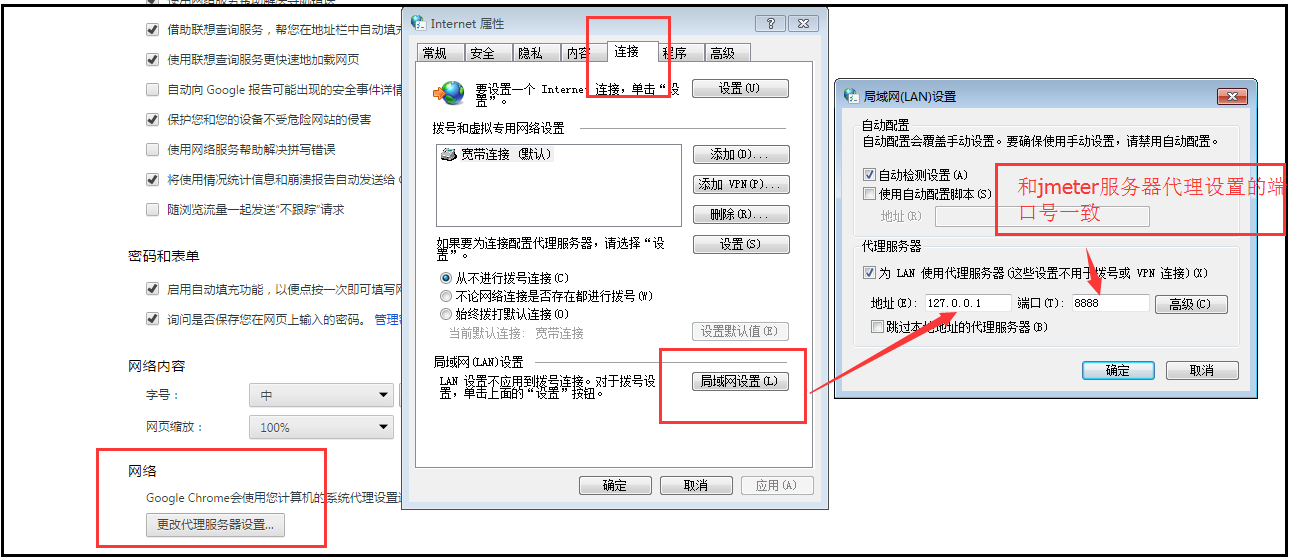 借助联想查询服务，帮您在地址栏中自动填充
使用联想查询服务更快速地加载网页
自动向 Google 报告可能出现的安全事件详情
保护您和您的设备不受危险网站的侵害
使用网络服务帮助解决拼写错误
将使用情况统计信息和崩溃报告自动发送给
随浏览流量一起发送“不跟踪”请求
密码和表单
启用自动填充功能，以便点按一次即可填写
询问是否保存您在网页上输入的密码。 管理
网络内容
字号：
中
网页缩放：
100%
网络
Google Chrome会使用您计算机的系统代理设置
更改代理服务器设置...
Internet 属性
常规
安全
隐私
内容
连接
程序
高级
要设置一个 Internet 连接，单击“设
置”。
设置(U)
拨号和虚拟专用网络设置
宽带连接 (默认)
添加(D)...
添加 VPN(P)...
删除(R)...
如果要为连接配置代理服务器，请选择“设
置”。
设置(S)
从不进行拨号连接(C)
不论网络连接是否存在都进行拨号(W)
始终拨打默认连接(O)
当前默认连接： 宽带连接
设置默认值(E)
局域网(LAN)设置
LAN 设置不应用到拨号连接。对于拨号设
置，单击上面的“设置”按钮。
局域网设置(L)
确定
取消
应用(A)
局域网(LAN)设置
自动配置
自动配置会覆盖手动设置。要确保使用手动设置，请禁用自动配置。
自动检测设置(A)
使用自动配置脚本(S)
地址(R)
和jmeter服务器代理设置的端
口号一致
代理服务器
为 LAN 使用代理服务器(这些设置不用于拨号或 VPN 连接)(X)
地址(E): 127.0.0.1 端口(T): 8888 高级(C)
跳过本地地址的代理服务器(B)
确定
取消